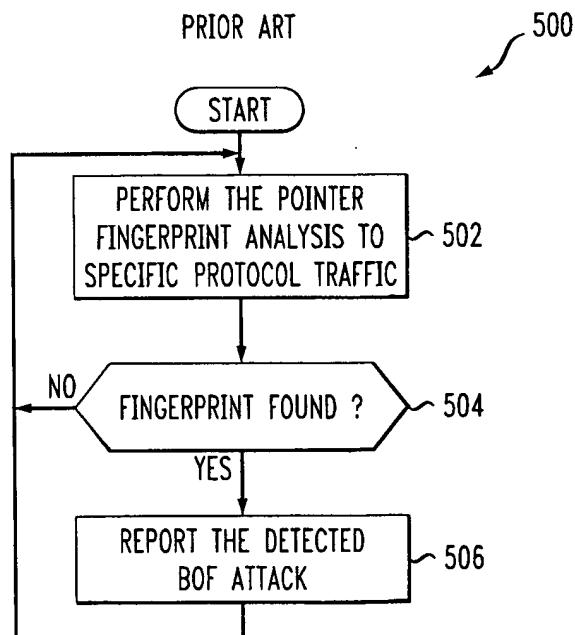 PRIOR ART
500
START
PERFORM THE POINTER
FINGERPRINT ANALYSIS TO
SPECIFIC PROTOCOL TRAFFIC
502
NO
FINGERPRINT FOUND ?
504
YES
REPORT THE DETECTED
BOF ATTACK
506